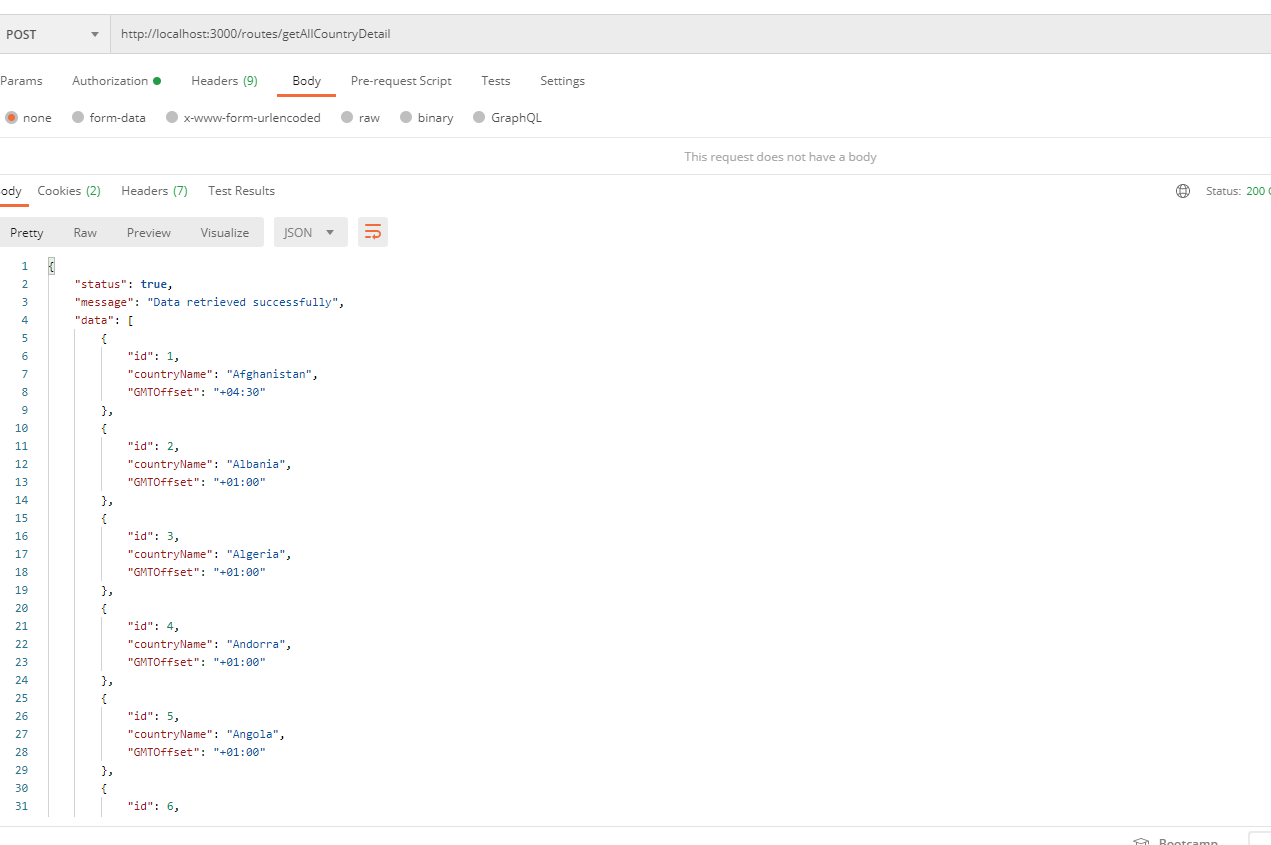 POST http://localhost:3000/routes/getAllCountryDetail
Params Authorization Headers (9) Body Pre-request Script Tests Settings
none form-data x-www-form-urlencoded raw binary GraphQL
This request does not have a body
ody Cookies (2) Headers (7) Test Results Status: 200
Pretty Raw Preview Visualize JSON
1 {
2 "status": true,
3 "message": "Data retrieved successfully",
4 "data": [
5 {
6 "id": 1,
7 "countryName": "Afghanistan",
8 "GMTOffset": "+04:30"
9 },
10 {
11 "id": 2,
12 "countryName": "Albania",
13 "GMTOffset": "+01:00"
14 },
15 {
16 "id": 3,
17 "countryName": "Algeria",
18 "GMTOffset": "+01:00"
19 },
20 {
21 "id": 4,
22 "countryName": "Andorra",
23 "GMTOffset": "+01:00"
24 },
25 {
26 "id": 5,
27 "countryName": "Angola",
28 "GMTOffset": "+01:00"
29 },
30 {
31 "id": 6,
Bootcamp